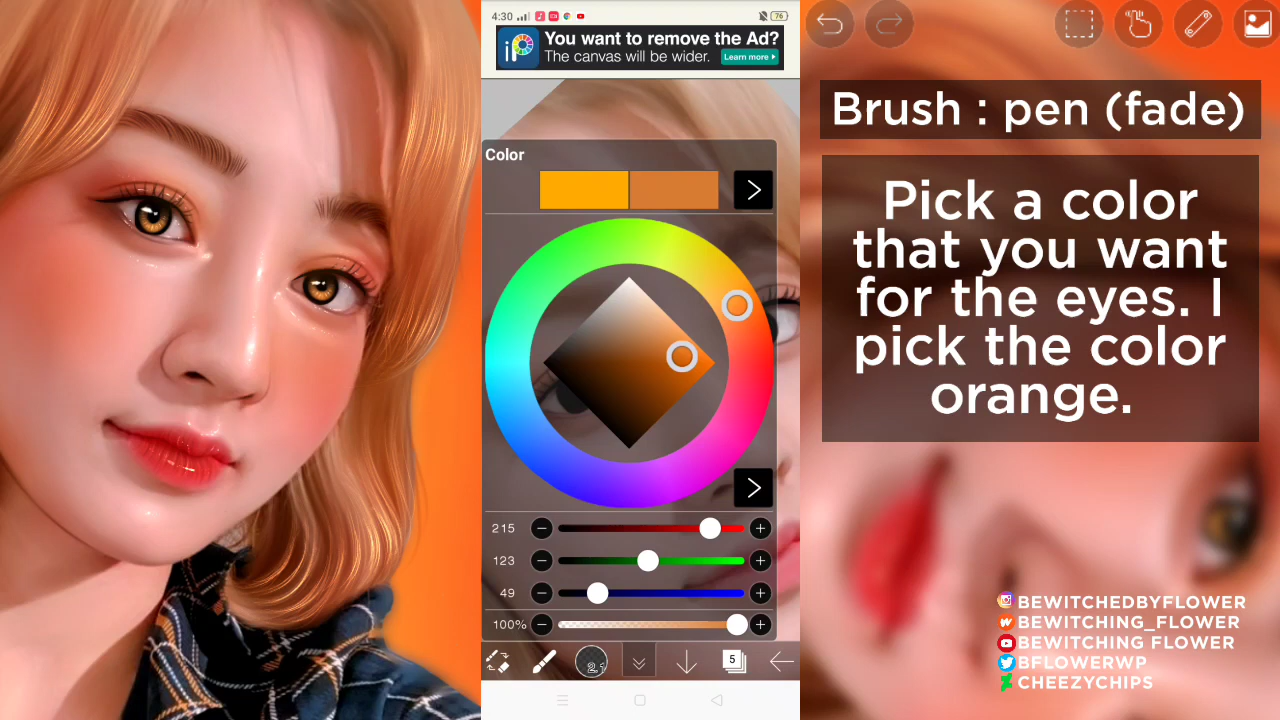 4:30
76
iP
You want to remove the Ad?
The canvas will be wider.
Learn more
Color
215
123
49
100%
5
Brush : pen (fade)
Pick a color
that you want
for the eyes. I
pick the color
orange.
BEWITCHEDBYFLOWER
BEWITCHING_FLOWER
BEWITCHING FLOWER
BFLOWERWP
CHEEZYCHIPS